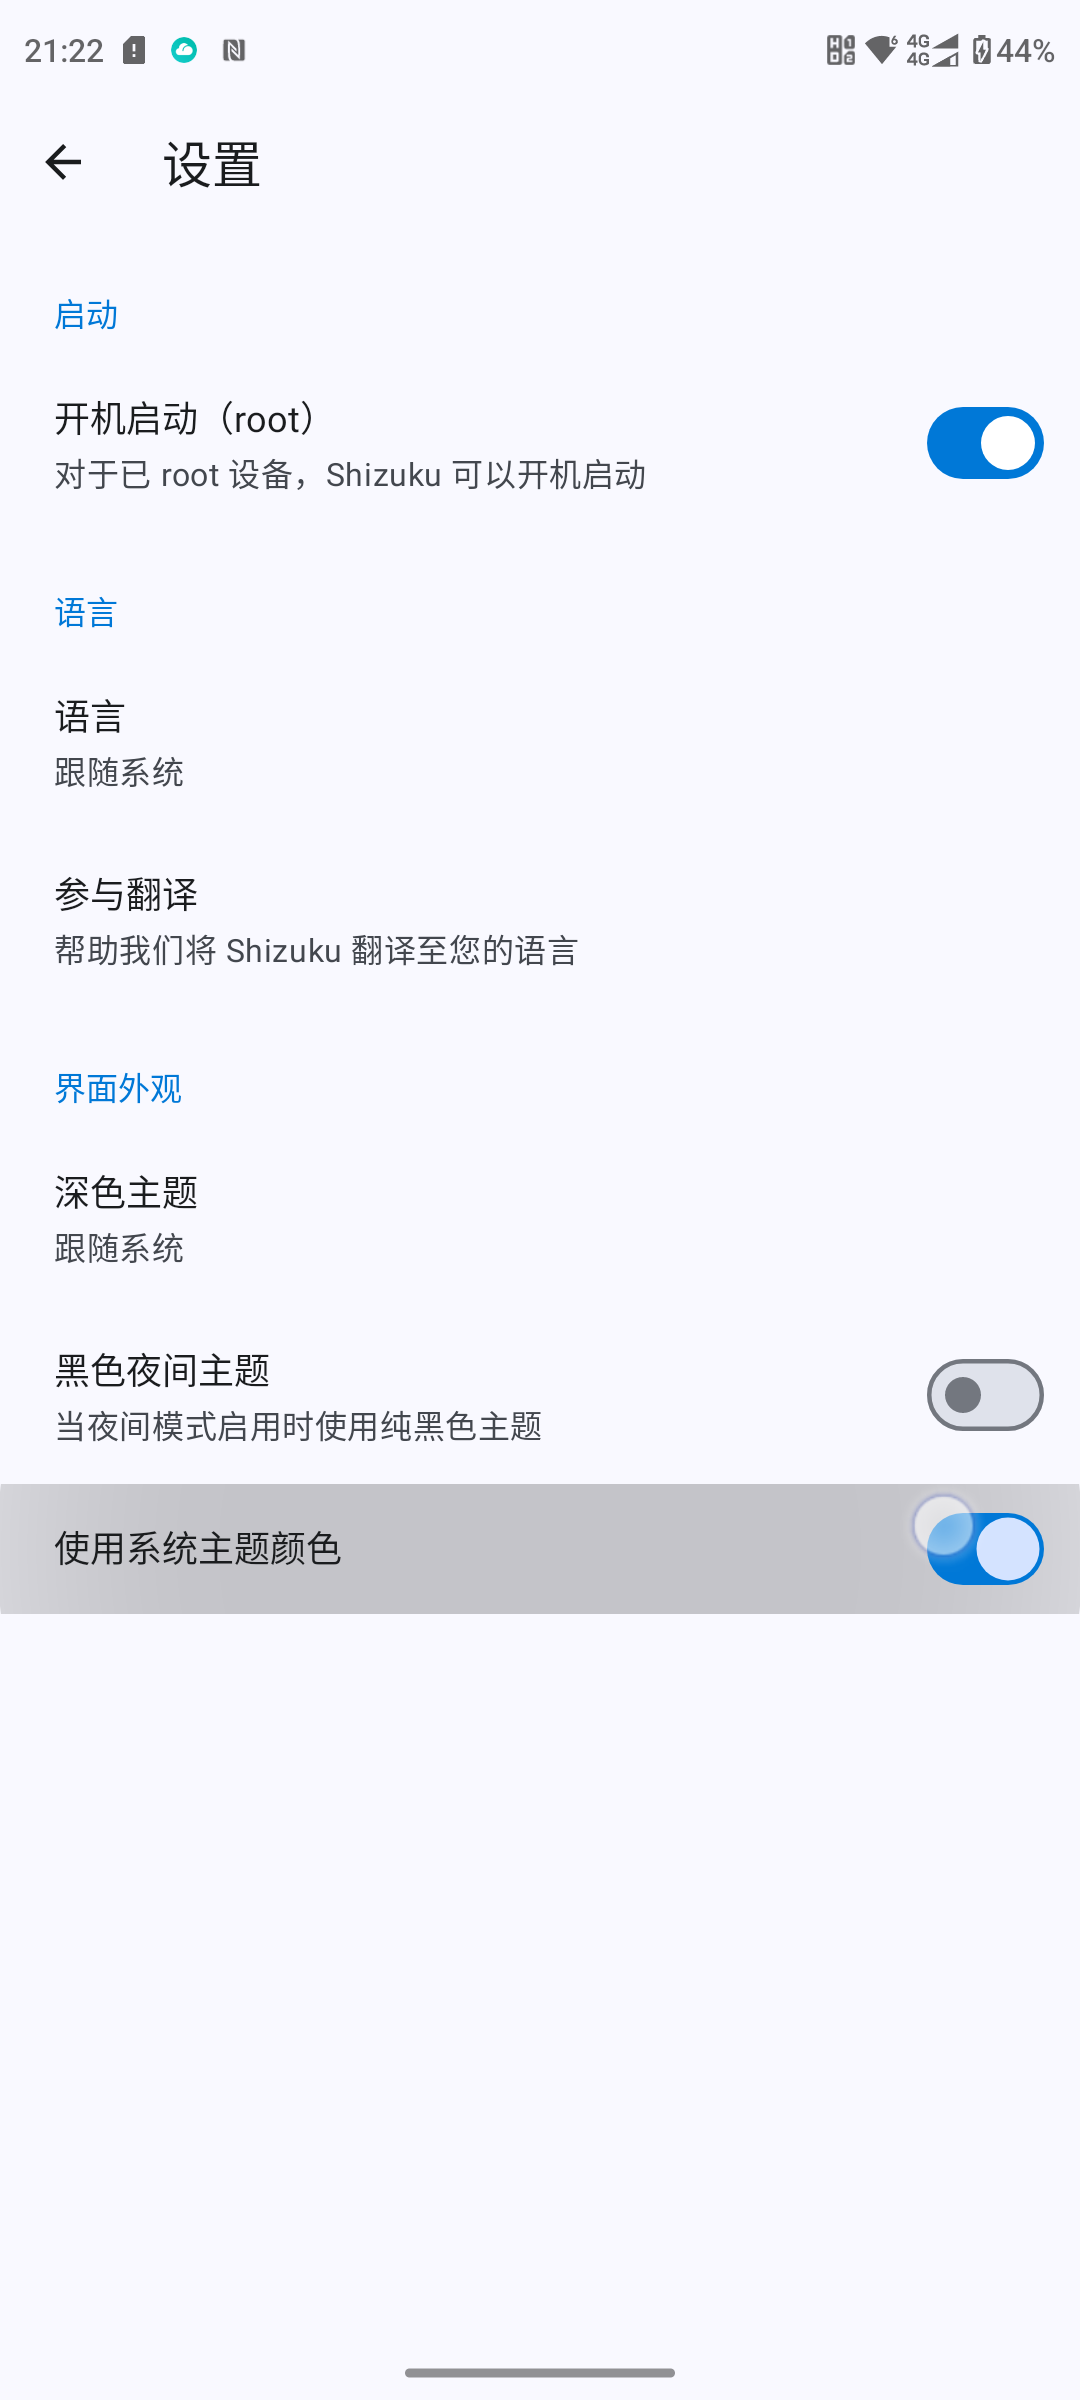 21:22
4G
4G
6
44%
设置
启动
开机启动（root）
对于已 root 设备，Shizuku 可以开机启动
语言
语言
跟随系统
参与翻译
帮助我们将 Shizuku 翻译至您的语言
界面外观
深色主题
跟随系统
黑色夜间主题
当夜间模式启用时使用纯黑色主题
使用系统主题颜色